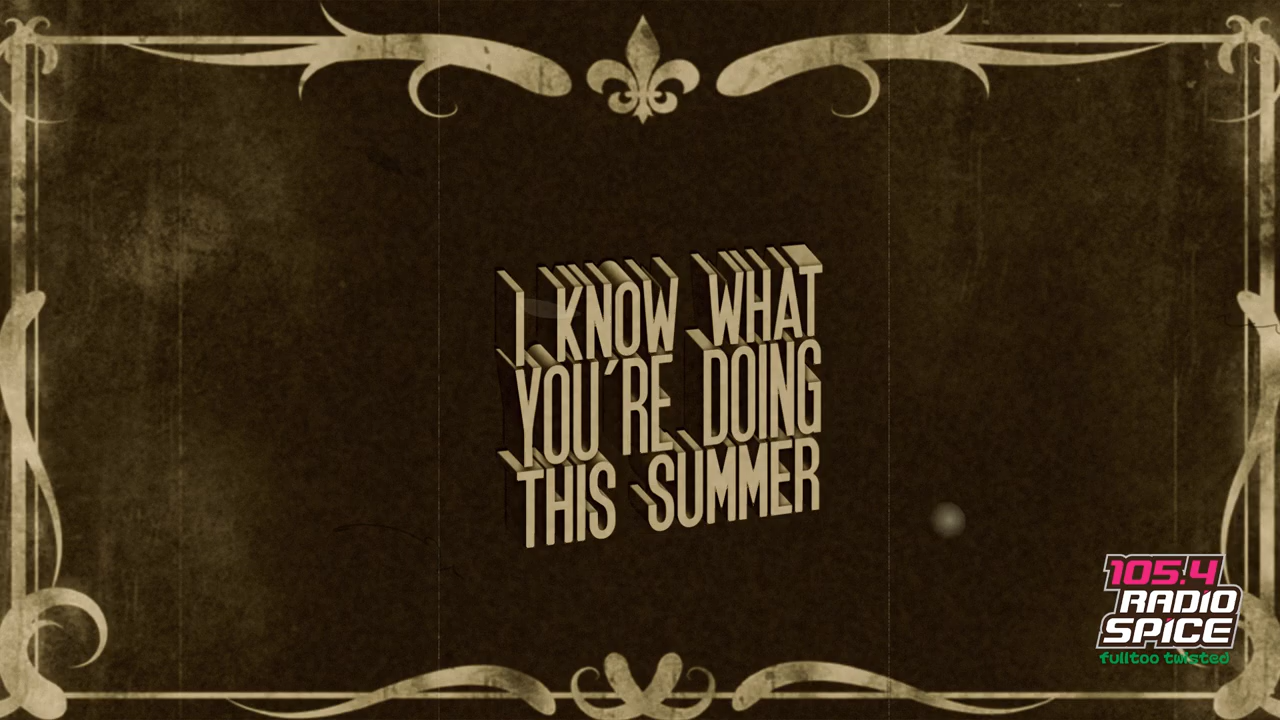 I KNOW WHAT
YOU'RE DOING
THIS SUMMER
105.4
RADIO
SPICE
fulltoo twisted